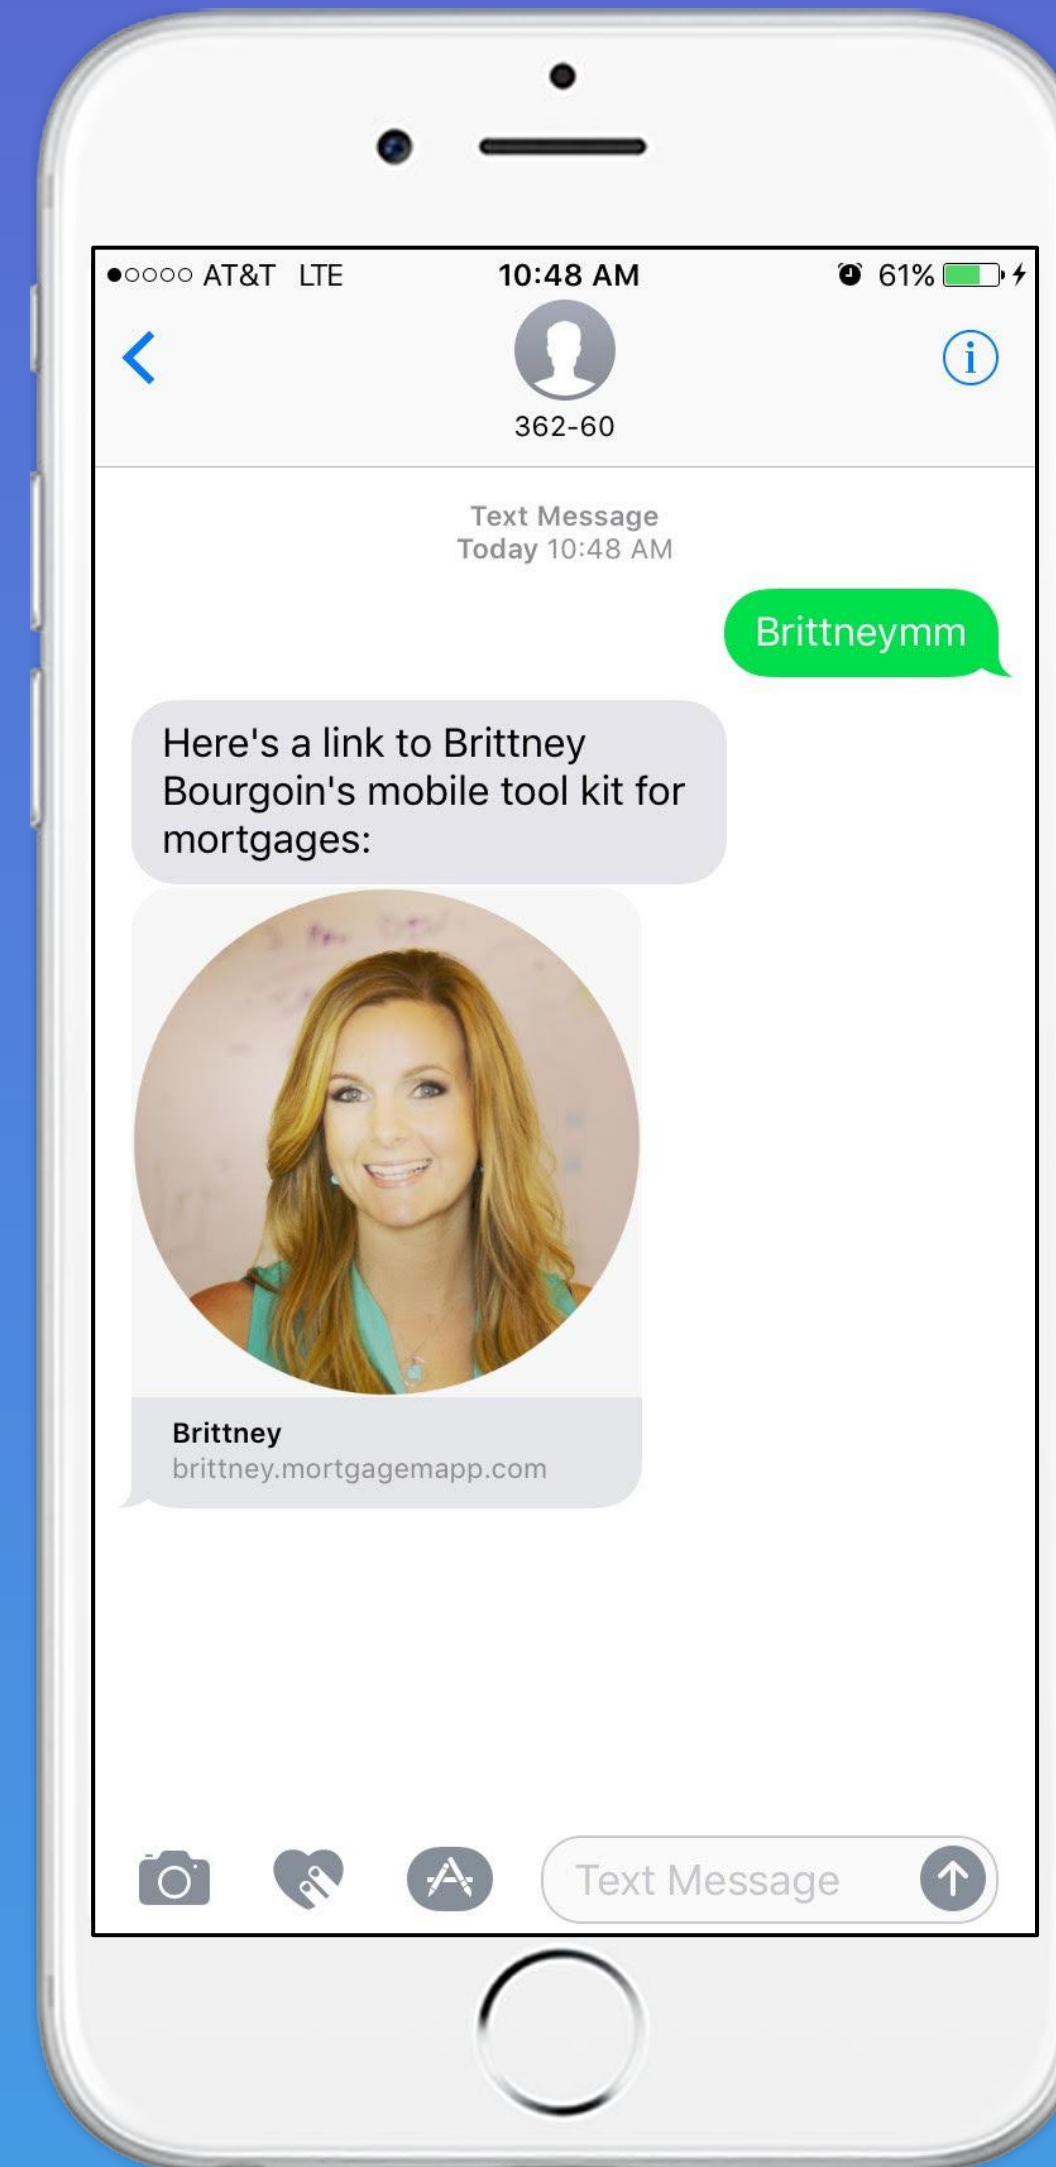 AT&T LTE 10:48 AM 61%
362-60
Text Message
Today 10:48 AM
Brittneymm
Here's a link to Brittney
Bourgoin's mobile tool kit for
mortgages:
Brittney
brittney.mortgagemapp.com
Text Message